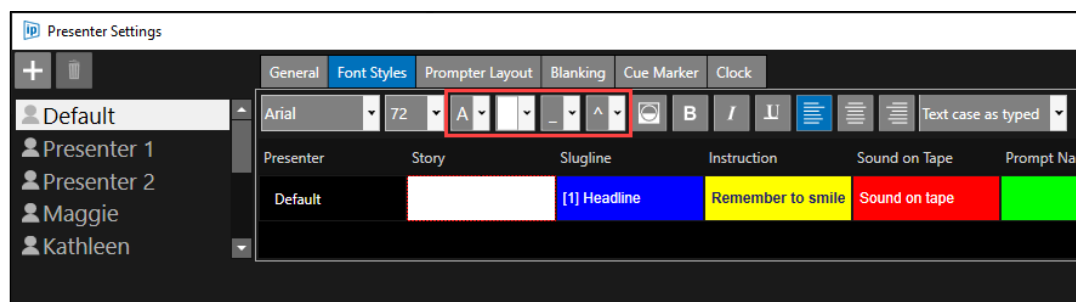 ip Presenter Settings
General Font Styles Prompter Layout Blanking Cue Marker Clock
Arial 72 A _ ^ B I U Text case as typed
Default
Presenter 1
Presenter 2
Maggie
Kathleen
Presenter Story Slugline Instruction Sound on Tape Prompt Na
Default [1] Headline Remember to smile Sound on tape